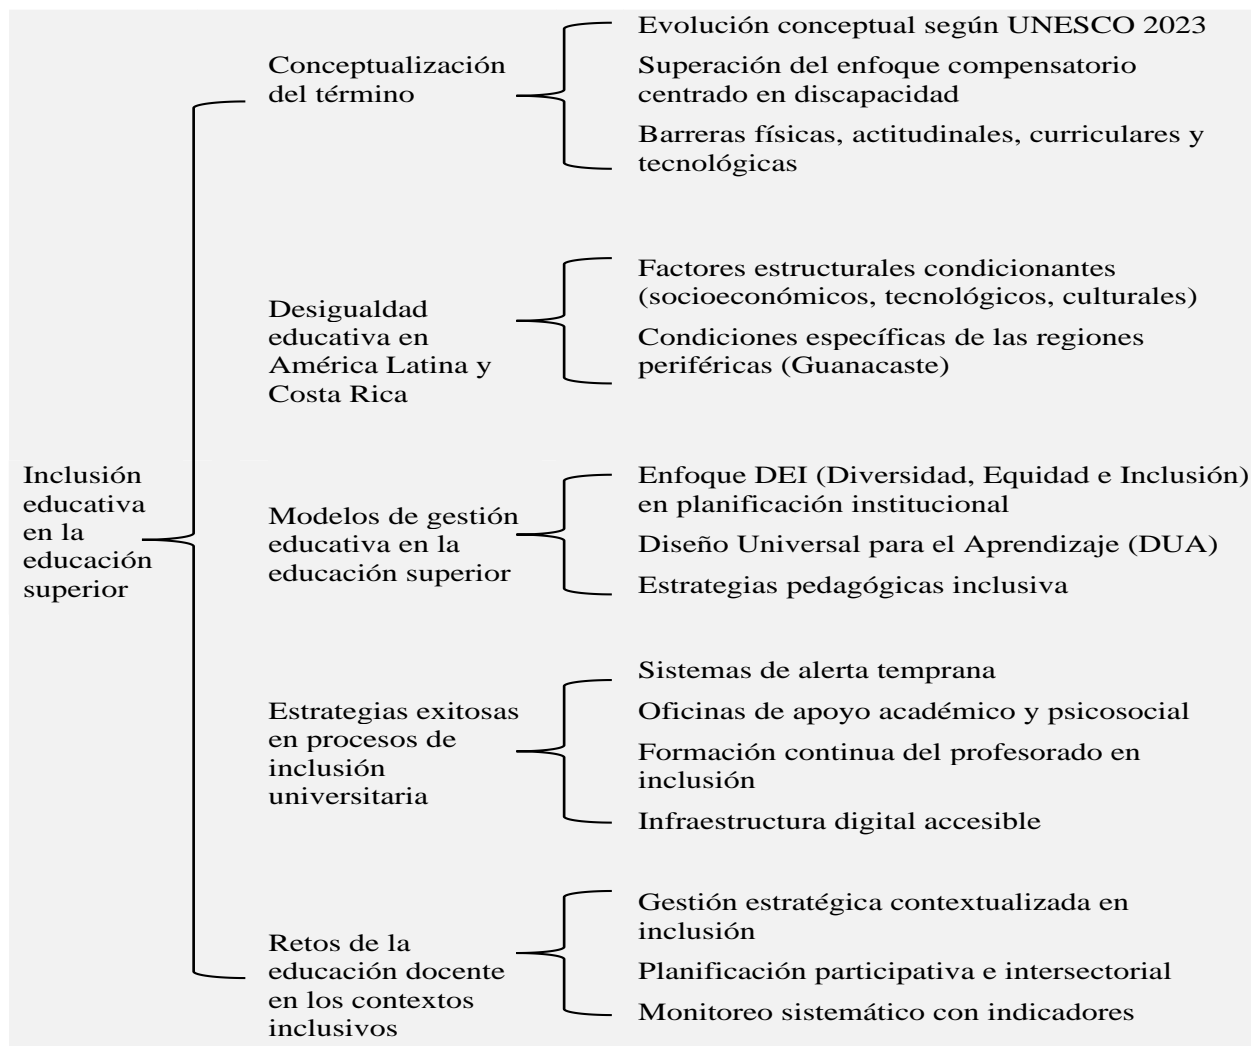 Inclusión
educativa
en la
educación
superior
Conceptualización
del término
Evolución conceptual según UNESCO 2023
Superación del enfoque compensatorio
centrado en discapacidad
Barreras físicas, actitudinales, curriculares y
tecnológicas
Desigualdad
educativa en
América Latina y
Costa Rica
Factores estructurales condicionantes
(socioeconómicos, tecnológicos, culturales)
Condiciones específicas de las regiones
periféricas (Guanacaste)
Modelos de gestión
educativa en la
educación superior
Enfoque DEI (Diversidad, Equidad e Inclusión)
en planificación institucional
Diseño Universal para el Aprendizaje (DUA)
Estrategias pedagógicas inclusiva
Estrategias exitosas
en procesos de
inclusión
universitaria
Sistemas de alerta temprana
Oficinas de apoyo académico y psicosocial
Formación continua del profesorado en
inclusión
Infraestructura digital accesible
Retos de la
educación docente
en los contextos
inclusivos
Gestión estratégica contextualizada en
inclusión
Planificación participativa e intersectorial
Monitoreo sistemático con indicadores